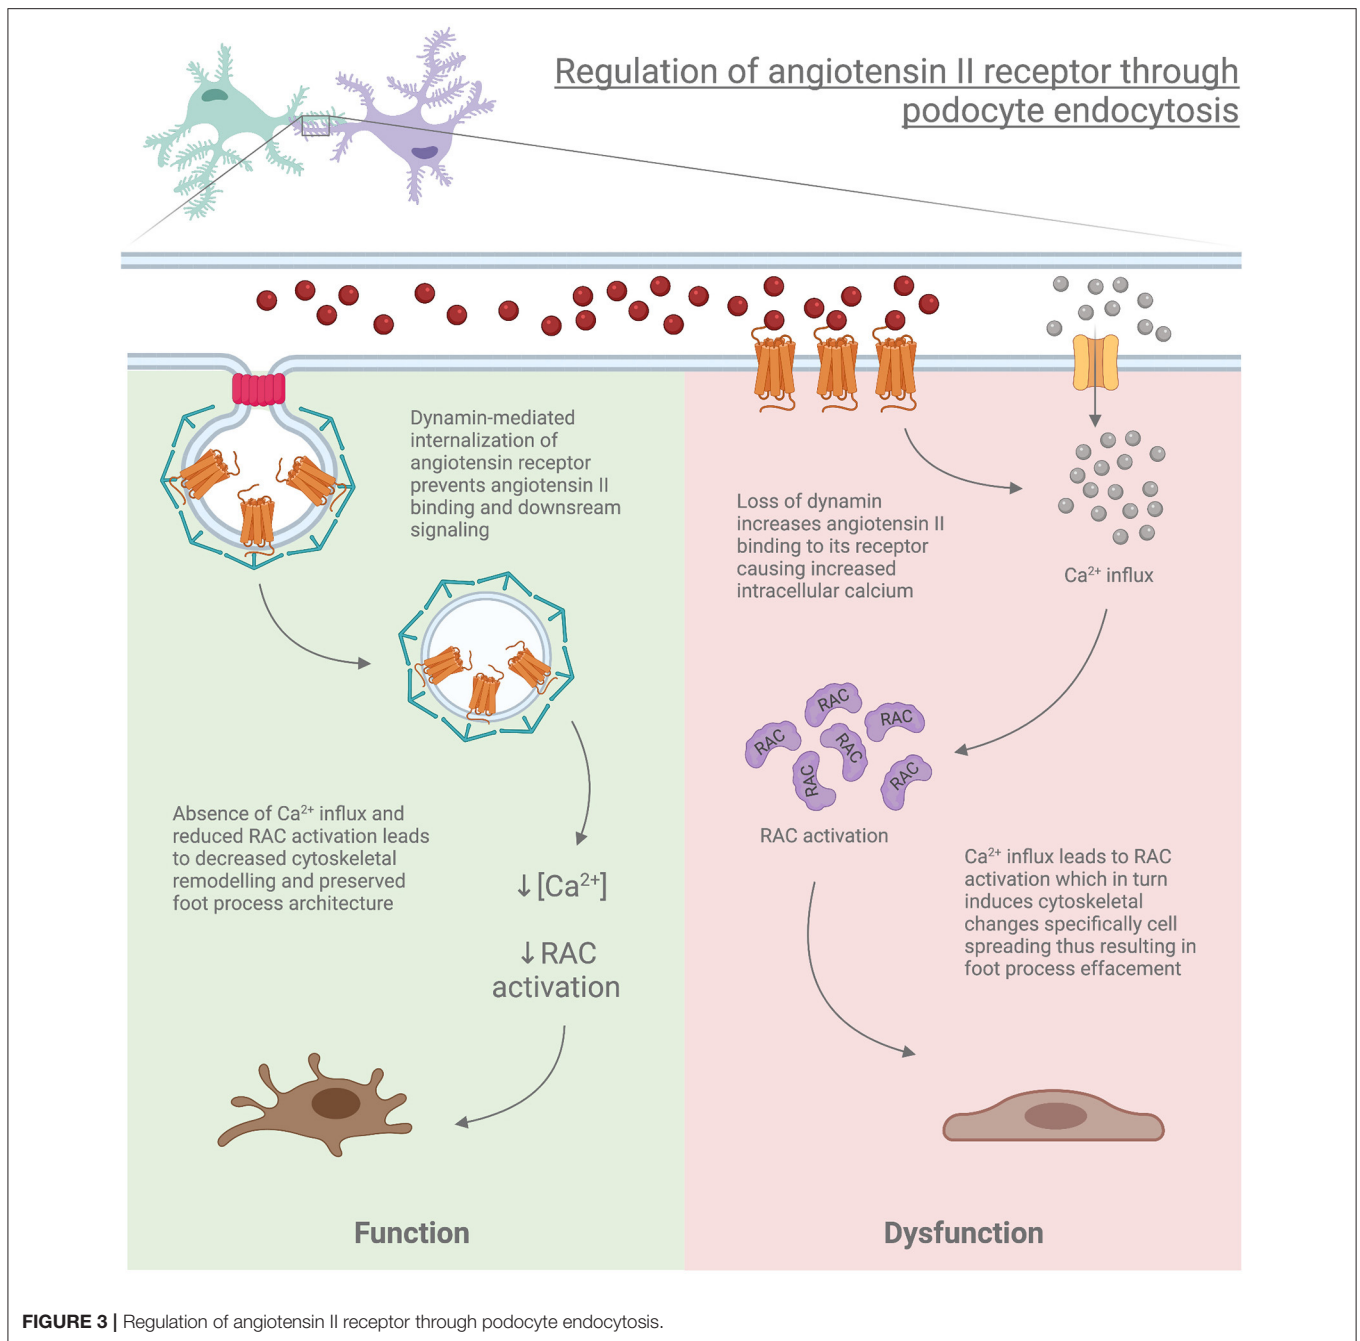 Regulation of angiotensin II receptor through
podocyte endocytosis
Dynamin-mediated
internalization of
angiotensin receptor
prevents angiotensin II
binding and downsream
signaling
Absence of Ca²⁺ influx and
reduced RAC activation leads
to decreased cytoskeletal
remodelling and preserved
foot process architecture
↓[Ca²⁺]
↓RAC
activation
Function
Loss of dynamin
increases angiotensin II
binding to its receptor
causing increased
intracellular calcium
Ca²⁺ influx
RAC
RAC
RAC
RAC
RAC
RAC
RAC activation
Ca²⁺ influx leads to RAC
activation which in turn
induces cytoskeletal
changes specifically cell
spreading thus resulting in
foot process effacement
Dysfunction
FIGURE 3 | Regulation of angiotensin II receptor through podocyte endocytosis.